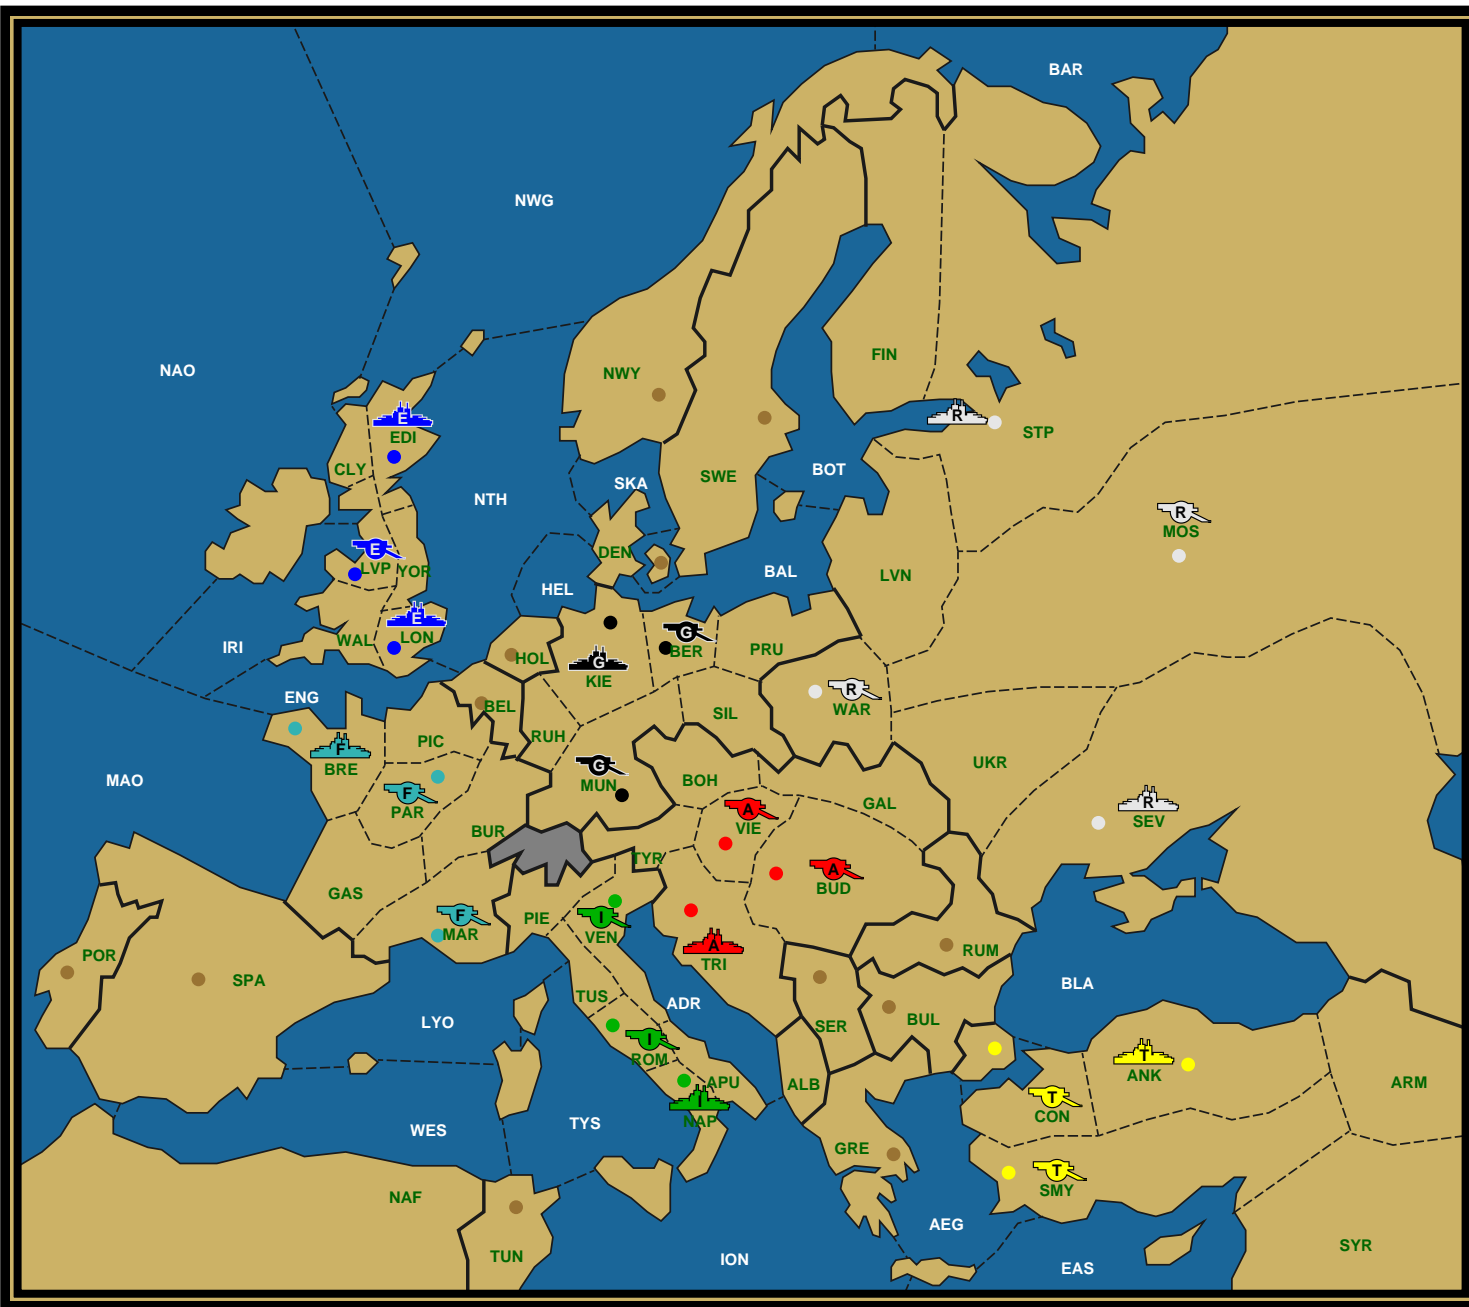 BAR
NWG
NAO
FIN
NWY
R
STP
E
EDI
CLY
SWE
BOT
SKA
NTH
R
MOS
E
LVP
YOR
DEN
BAL
LVN
HEL
E
LON
WAL
IRI
G
BER
PRU
HOL
G
KIE
R
WAR
ENG
BEL
SIL
RUH
PIC
F
BRE
UKR
G
MUN
BOH
MAO
F
PAR
A
VIE
GAL
R
SEV
BUR
TYR
A
BUD
GAS
F
MAR
PIE
I
VEN
A
TRI
POR
SPA
RUM
BLA
TUS
ADR
LYO
SER
BUL
I
ROM
T
ANK
APU
ALB
ARM
I
NAP
T
CON
TYS
WES
GRE
T
SMY
NAF
AEG
TUN
ION
EAS
SYR